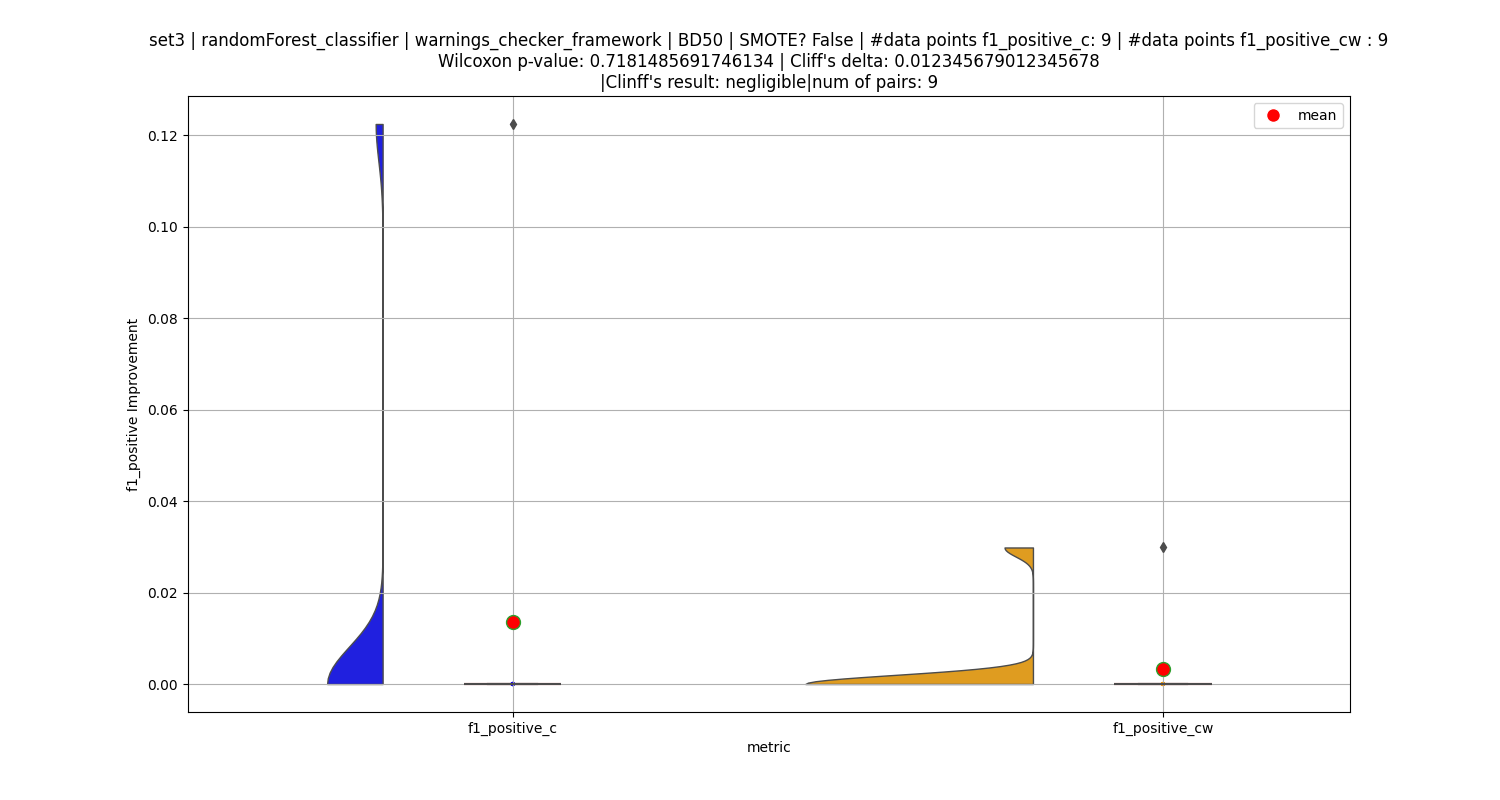 set3 | randomForest_classifier | warnings_checker_framework | BD50 | SMOTE? False | #data points f1_positive_c: 9 | #data points f1_positive_cw : 9
Wilcoxon p-value: 0.7181485691746134 | Cliff's delta: 0.012345679012345678
|Clinff's result: negligible|num of pairs: 9
mean
0.12
0.10
0.08
0.06
0.04
0.02
0.00
f1_positive Improvement
f1_positive_c
f1_positive_cw
metric